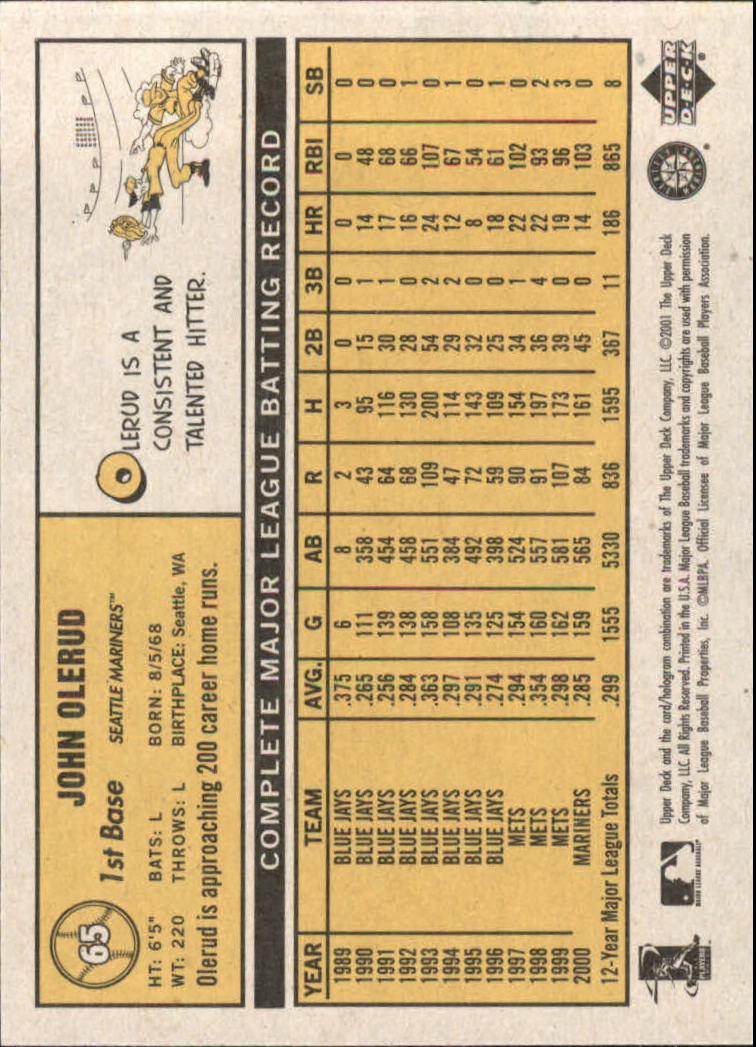 65
JOHN OLERUD
1st Base SEATTLE MARINERS™
HT: 6'5" BATS: L BORN: 8/5/68
WT: 220 THROWS: L BIRTHPLACE: Seattle, WA
Olerud is approaching 200 career home runs.
OLERUD IS A
CONSISTENT AND
TALENTED HITTER.
COMPLETE MAJOR LEAGUE BATTING RECORD
YEAR TEAM AVG. G AB R H 2B 3B HR RBI SB
1989 BLUE JAYS .375 6 8 2 3 0 0 0 0 0
1990 BLUE JAYS .265 111 358 43 95 15 1 14 48 0
1991 BLUE JAYS .256 139 454 64 116 30 1 17 68 0
1992 BLUE JAYS .284 138 458 68 130 28 0 16 66 1
1993 BLUE JAYS .363 158 551 109 200 54 2 24 107 0
1994 BLUE JAYS .297 108 384 47 114 29 2 12 67 1
1995 BLUE JAYS .291 135 492 72 143 32 0 8 54 0
1996 BLUE JAYS .274 125 398 59 109 25 0 18 61 1
1997 METS .294 154 524 90 154 34 1 22 102 0
1998 METS .354 160 557 91 197 36 4 22 93 2
1999 METS .298 162 581 107 173 39 0 19 96 3
2000 MARINERS .285 159 565 84 161 45 0 14 103 0
12-Year Major League Totals .299 1555 5330 836 1595 367 11 186 865 8
PLAYERS
MAJOR LEAGUE BASEBALL
Upper Deck and the card/hologram combination are trademarks of The Upper Deck Company, LLC. ©2001 The Upper Deck
Company, LLC. All Rights Reserved. Printed in the U.S.A. Major League Baseball trademarks and copyrights are used with permission
of Major League Baseball Properties, Inc. ©MLBPA. Official Licensee of Major League Baseball Players Association.
UPPER
DECK